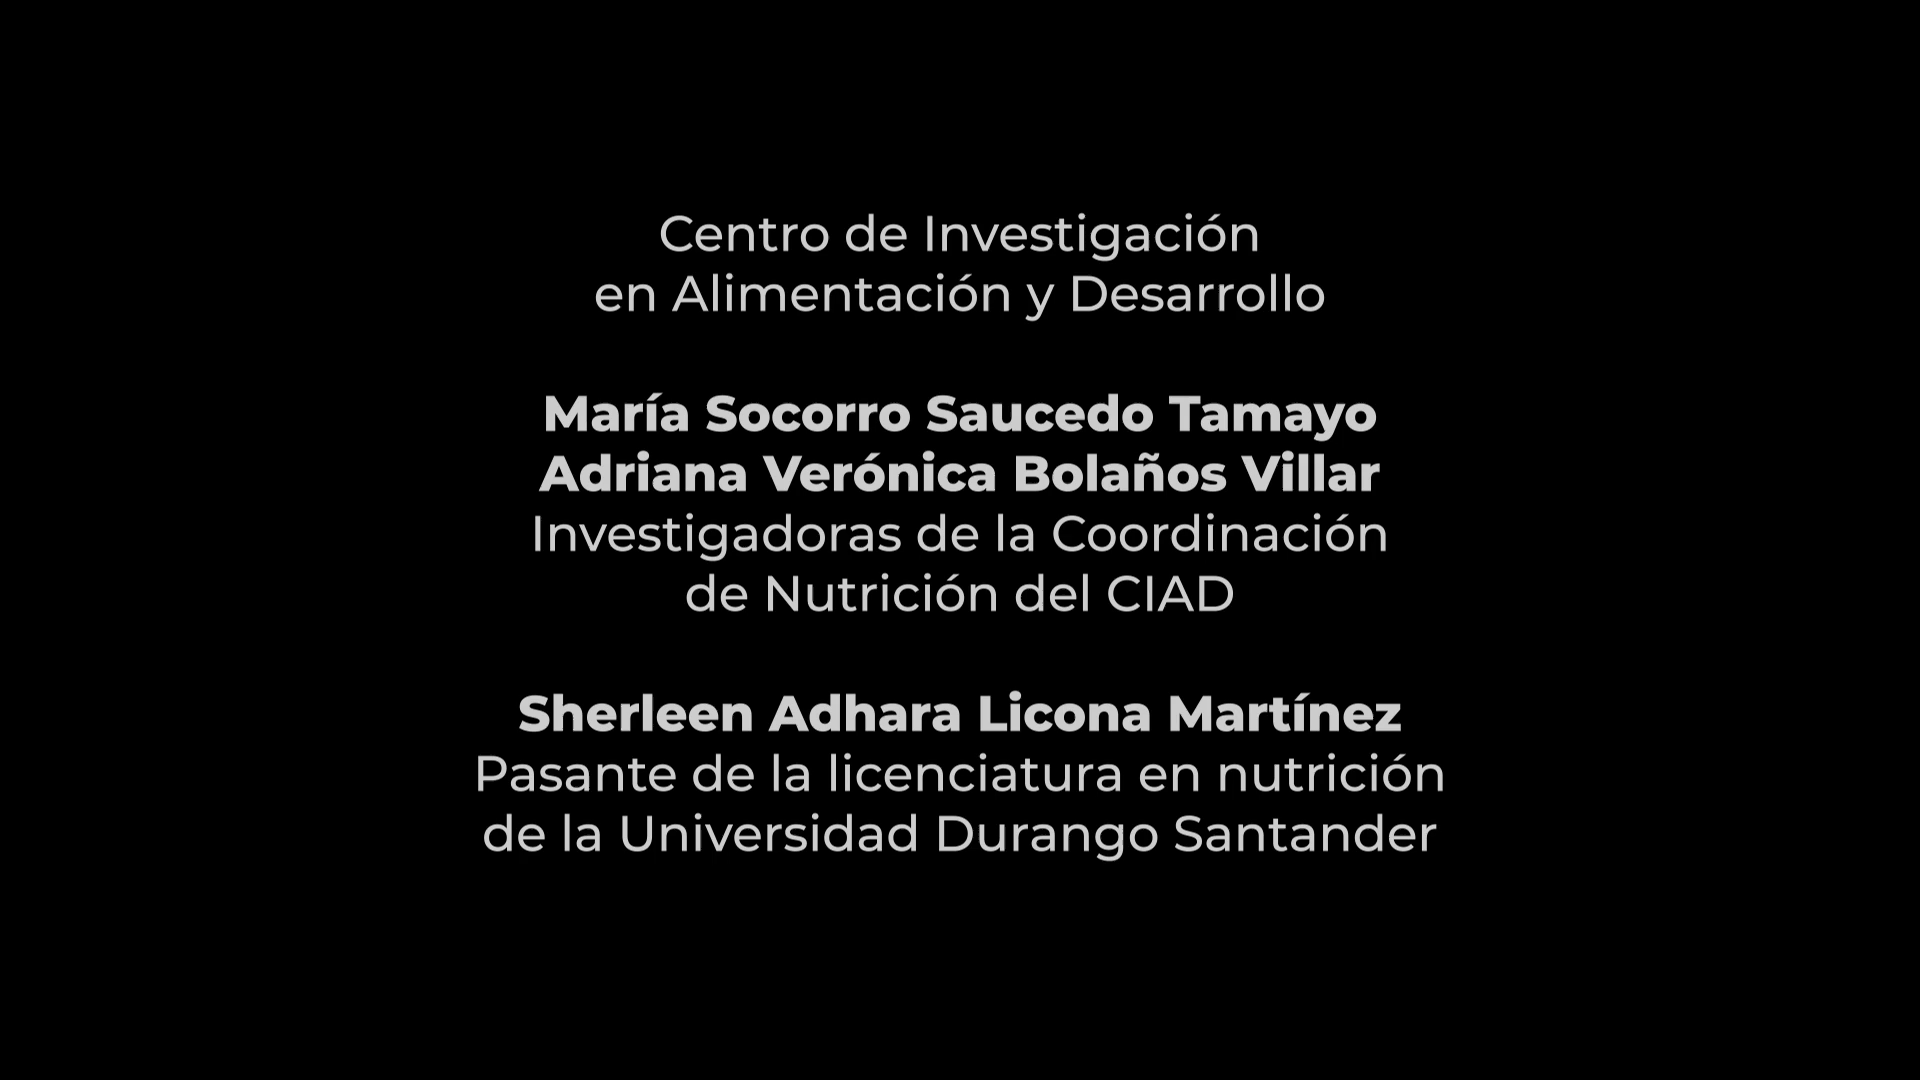 Centro de Investigación
en Alimentación y Desarrollo
María Socorro Saucedo Tamayo
Adriana Verónica Bolaños Villar
Investigadoras de la Coordinación
de Nutrición del CIAD
Sherleen Adhara Licona Martínez
Pasante de la licenciatura en nutrición
de la Universidad Durango Santander